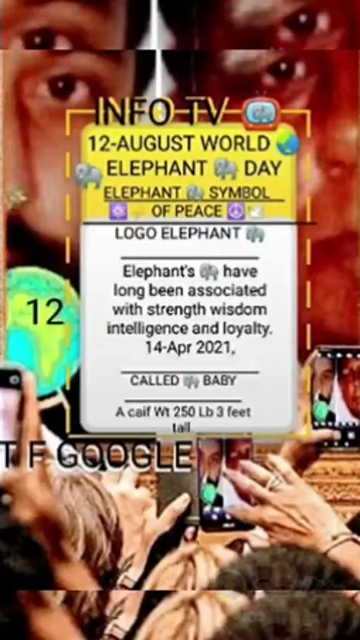 INFO TV 📺
12-AUGUST WORLD 🌏
🐘 ELEPHANT 🐘 DAY
ELEPHANT 🐘 SYMBOL
⚛ ⚡ OF PEACE ☮ 🕊
LOGO ELEPHANT 🐘
Elephant's 🐘 have
long been associated
with strength wisdom
intelligence and loyalty.
14-Apr 2021,
12
CALLED 🐘 BABY
A caif Wt 250 Lb 3 feet
tall
T F GOOGLE